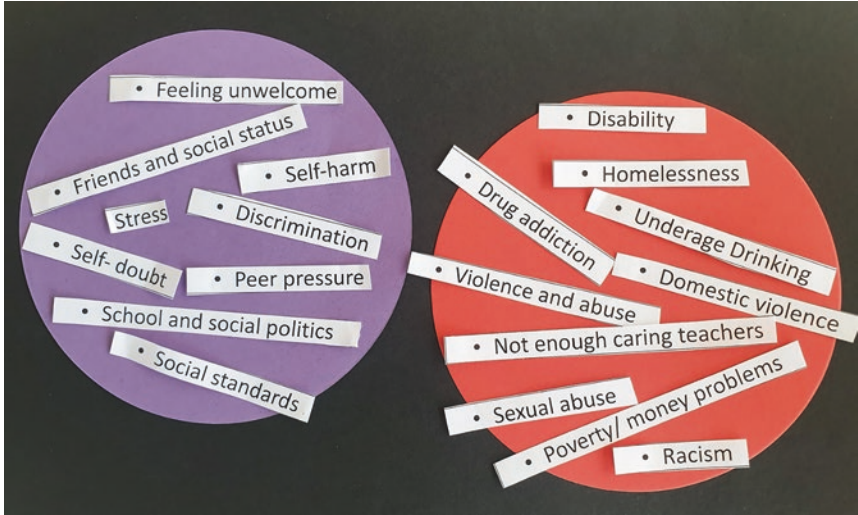 • Feeling unwelcome
• Friends and social status
• Self-harm
Stress
• Discrimination
• Self- doubt
• Peer pressure
• School and social politics
• Social standards
• Disability
• Homelessness
• Drug addiction
• Underage Drinking
• Violence and abuse
• Domestic violence
• Not enough caring teachers
• Sexual abuse
• Poverty/ money problems
• Racism